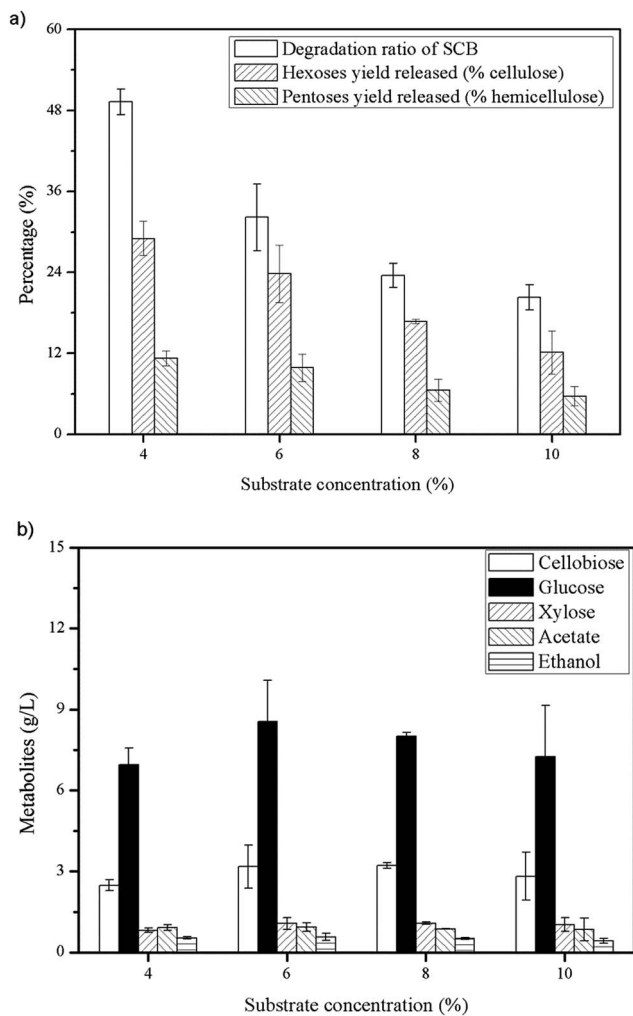 a)
60
48
36
24
12
0
Percentage (%)
Degradation ratio of SCB
Hexoses yield released (% cellulose)
Pentoses yield released (% hemicellulose)
4 6 8 10
Substrate concentration (%)
b)
15
12
9
6
3
0
Metabolites (g/L)
Cellobiose
Glucose
Xylose
Acetate
Ethanol
4 6 8 10
Substrate concentration (%)